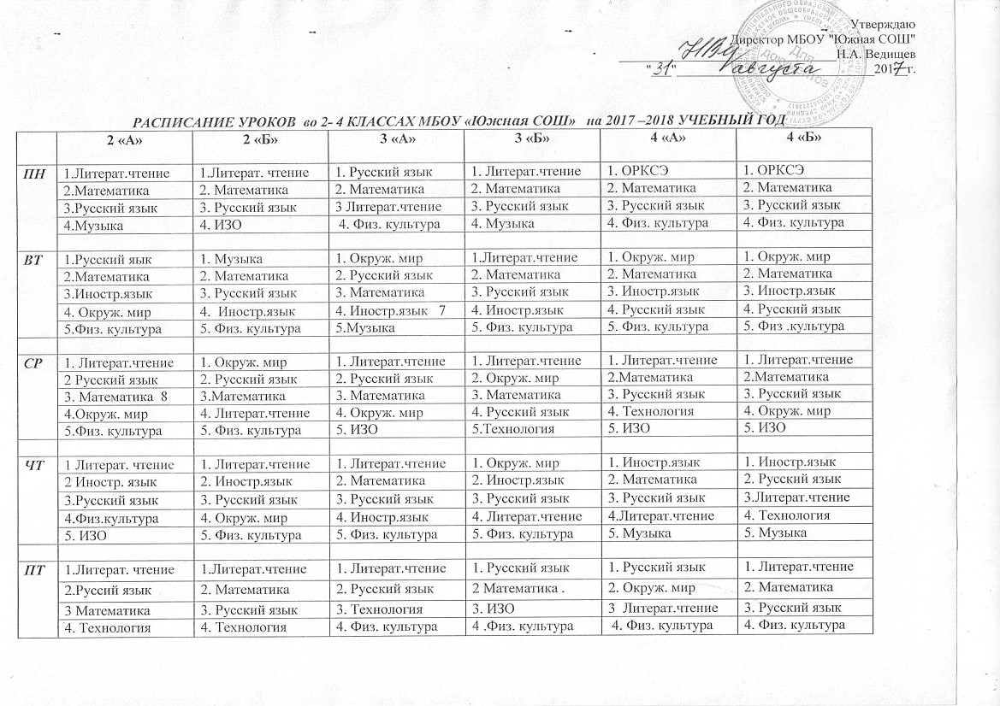 Утверждаю
Директор МБОУ "Южная СОШ"
Н.А. Ведищев
"31" августа 2017 г.
Для документов
РАСПИСАНИЕ УРОКОВ во 2- 4 КЛАССАХ МБОУ «Южная СОШ» на 2017 –2018 УЧЕБНЫЙ ГОД
2 «А» 2 «Б» 3 «А» 3 «Б» 4 «А» 4 «Б»
ПН 1.Литерат.чтение 1.Литерат. чтение 1. Русский язык 1. Литерат.чтение 1. ОРКСЭ 1. ОРКСЭ
2.Математика 2. Математика 2. Математика 2. Математика 2. Математика 2. Математика
3.Русский язык 3. Русский язык 3 Литерат.чтение 3. Русский язык 3. Русский язык 3. Русский язык
4.Музыка 4. ИЗО 4. Физ. культура 4. Музыка 4. Физ. культура 4. Физ. культура
ВТ 1.Русский яык 1. Музыка 1. Окруж. мир 1.Литерат.чтение 1. Окруж. мир 1. Окруж. мир
2.Математика 2. Математика 2. Русский язык 2. Математика 2. Математика 2. Математика
3.Иностр.язык 3. Русский язык 3. Математика 3. Русский язык 3. Иностр.язык 3. Иностр.язык
4. Окруж. мир 4. Иностр.язык 4. Иностр.язык 7 4. Иностр.язык 4. Русский язык 4. Русский язык
5.Физ. культура 5. Физ. культура 5.Музыка 5. Физ. культура 5. Физ. культура 5. Физ .культура
СР 1. Литерат.чтение 1. Окруж. мир 1. Литерат.чтение 1. Литерат.чтение 1. Литерат.чтение 1. Литерат.чтение
2 Русский язык 2. Русский язык 2. Русский язык 2. Окруж. мир 2.Математика 2.Математика
3. Математика 8 3.Математика 3. Математика 3. Математика 3. Русский язык 3. Русский язык
4.Окруж. мир 4. Литерат.чтение 4. Окруж. мир 4. Русский язык 4. Технология 4. Окруж. мир
5.Физ. культура 5. Физ. культура 5. ИЗО 5.Технология 5. ИЗО 5. ИЗО
ЧТ 1 Литерат. чтение 1. Литерат.чтение 1. Литерат.чтение 1. Окруж. мир 1. Иностр.язык 1. Иностр.язык
2 Иностр. язык 2. Иностр.язык 2. Математика 2. Иностр.язык 2. Математика 2. Русский язык
3.Русский язык 3. Русский язык 3. Русский язык 3. Русский язык 3. Русский язык 3.Литерат.чтение
4.Физ.культура 4. Окруж. мир 4. Иностр.язык 4. Литерат.чтение 4.Литерат.чтение 4. Технология
5. ИЗО 5. Физ. культура 5. Физ. культура 5. Физ. культура 5. Музыка 5. Музыка
ПТ 1.Литерат. чтение 1.Литерат.чтение 1. Литерат.чтение 1. Русский язык 1. Русский язык 1. Литерат.чтение
2.Руссий язык 2. Математика 2. Русский язык 2 Математика . 2. Окруж. мир 2. Математика
3 Математика 3. Русский язык 3. Технология 3. ИЗО 3 Литерат.чтение 3. Русский язык
4. Технология 4. Технология 4. Физ. культура 4 .Физ. культура 4. Физ. культура 4. Физ. культура